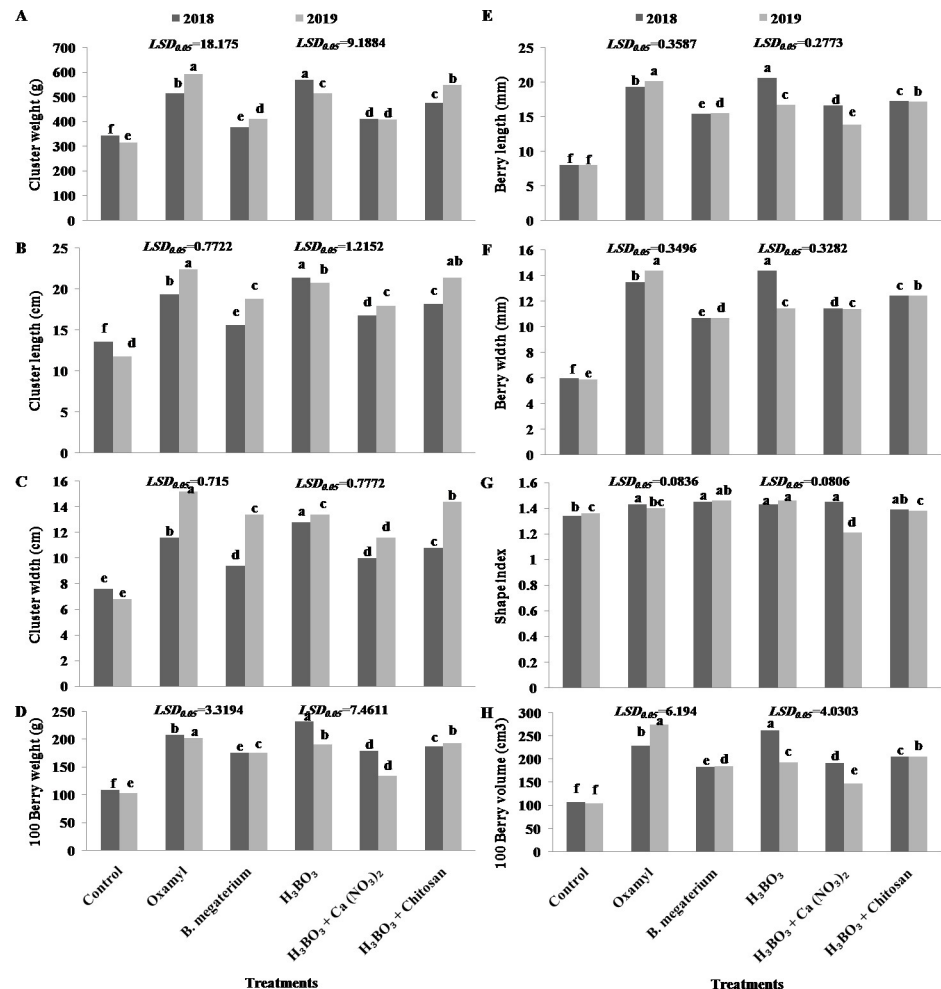 A
2018 2019
LSD0.05=18.175 LSD0.05=9.1884
Cluster weight (g)
700
600
500
400
300
200
100
0
f e b a e d a c d d c b
B
LSD0.05=0.7722 LSD0.05=1.2152
Cluster length (cm)
25
20
15
10
5
0
f d b a e c a b d c c ab
C
LSD0.05=0.715 LSD0.05=0.7772
Cluster width (cm)
16
14
12
10
8
6
4
2
0
e e b a d c a c d d c b
D
LSD0.05=3.3194 LSD0.05=7.4611
100 Berry weight (g)
250
200
150
100
50
0
f e b a e c a b d d c b
Control
Oxamyl
B. megaterium
H3BO3
H3BO3 + Ca (NO3)2
H3BO3 + Chitosan
Treatments
E
2018 2019
LSD0.05=0.3587 LSD0.05=0.2773
Berry length (mm)
25
20
15
10
5
0
f f b a e d a c d e c b
F
LSD0.05=0.3496 LSD0.05=0.3282
Berry width (mm)
16
14
12
10
8
6
4
2
0
f e b a e d a c d c c b
G
LSD0.05=0.0836 LSD0.05=0.0806
Shape index
1.6
1.4
1.2
1
0.8
0.6
0.4
0.2
0
b c a bc a ab a a a d ab c
H
LSD0.05=6.194 LSD0.05=4.0303
100 Berry volume (cm3)
300
250
200
150
100
50
0
f f b a e d a c d e c b
Control
Oxamyl
B. megaterium
H3BO3
H3BO3 + Ca (NO3)2
H3BO3 + Chitosan
Treatments